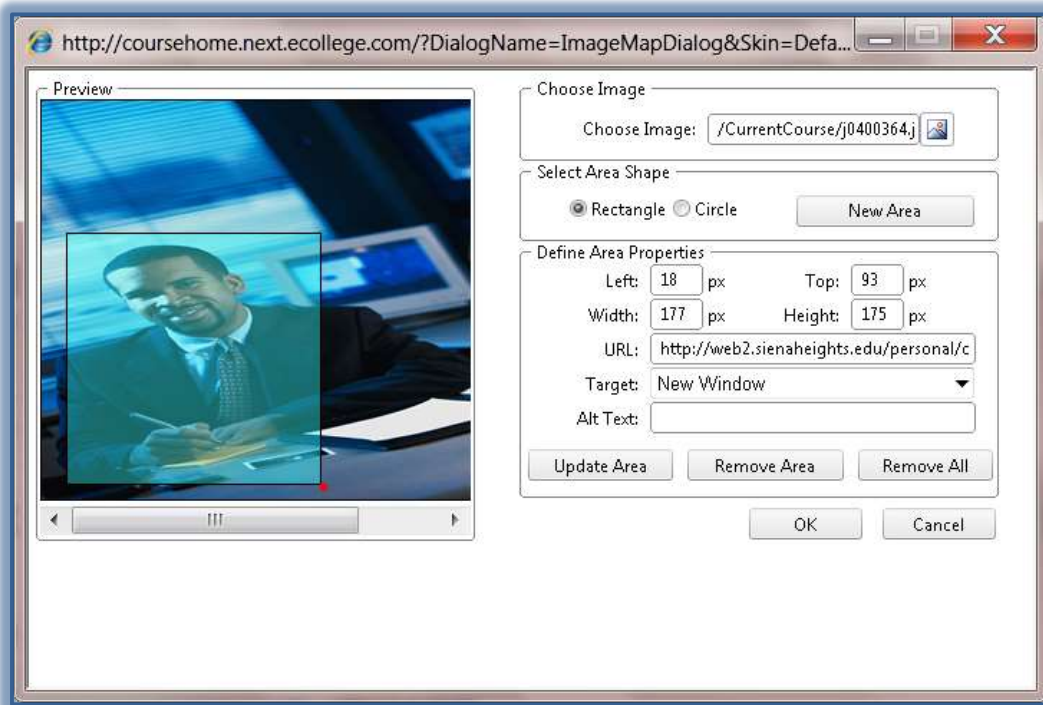 http://coursehome.next.ecollege.com/?DialogName=ImageMapDialog&Skin=Defa...
X
Preview
Choose Image
Choose Image: /CurrentCourse/j0400364.j
Select Area Shape
Rectangle Circle New Area
Define Area Properties
Left: 18 px Top: 93 px
Width: 177 px Height: 175 px
URL: http://web2.sienaheights.edu/personal/c
Target: New Window
Alt Text:
Update Area Remove Area Remove All
OK Cancel